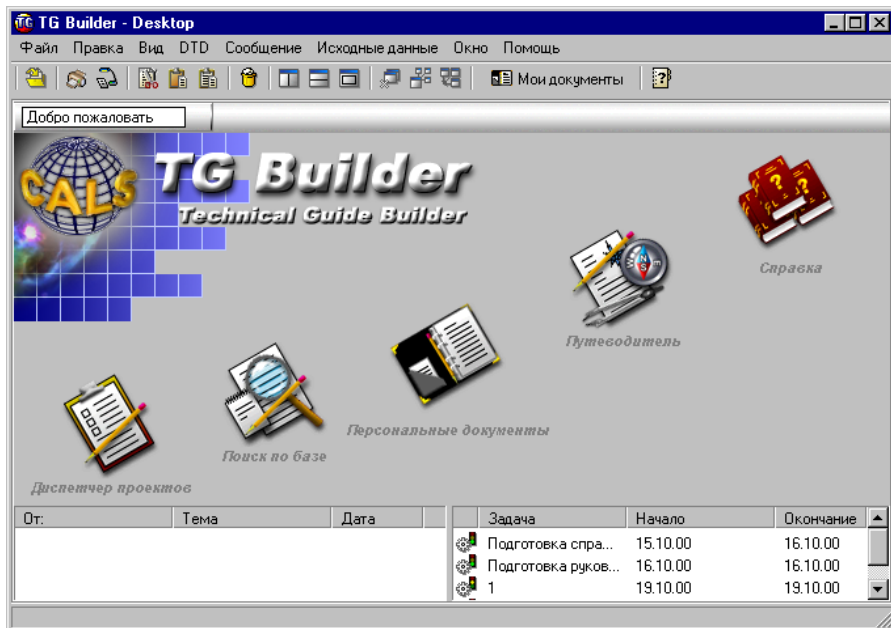 TG Builder - Desktop
Файл Правка Вид DTD Сообщение Исходные данные Окно Помощь
Мои документы
Добро пожаловать
CALS
TG Builder
Technical Guide Builder
Справка
Путеводитель
Персональные документы
Поиск по базе
Диспетчер проектов
От: Тема Дата Задача Начало Окончание
Подготовка спра... 15.10.00 16.10.00
Подготовка руков... 16.10.00 16.10.00
1 19.10.00 19.10.00